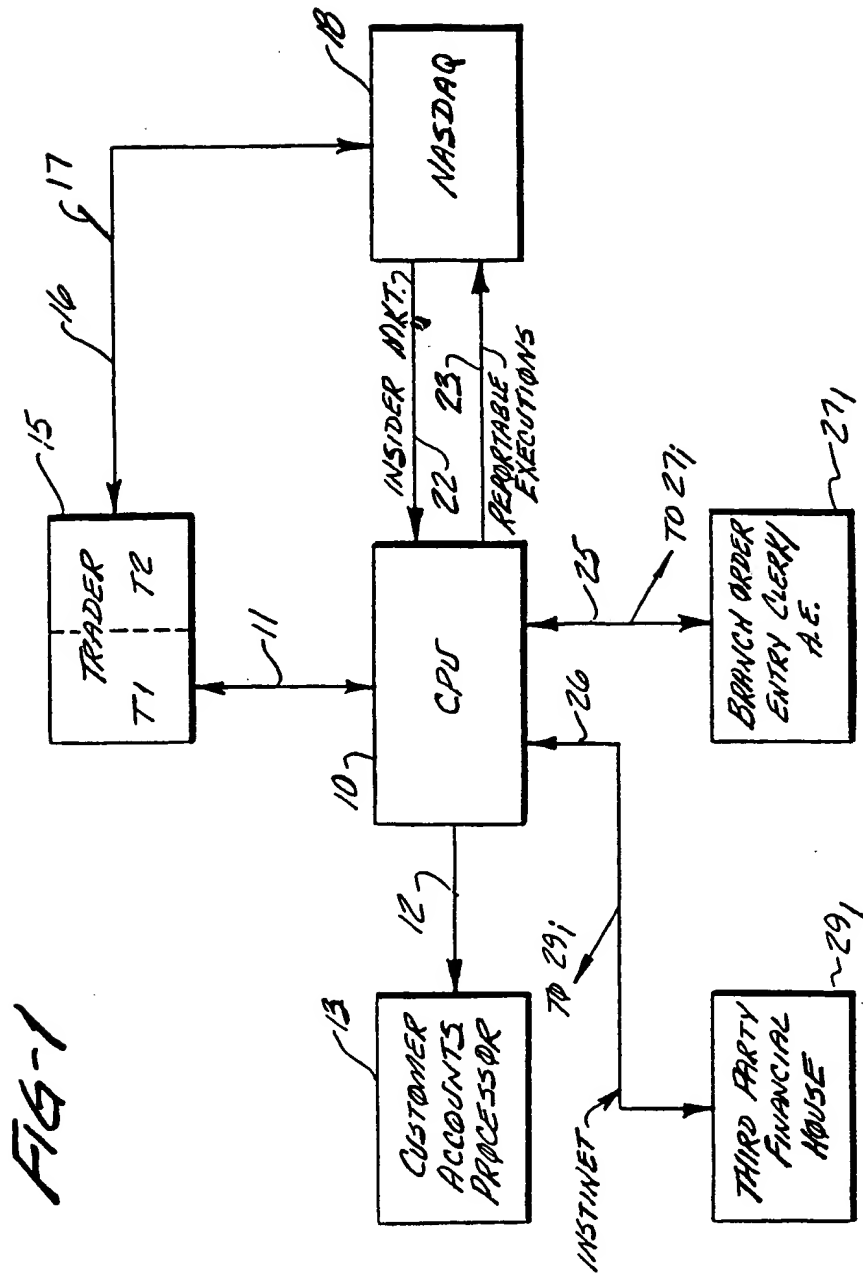 FIG-1
18
NASDAQ
17
16
15
TRADER
T1 T2
INSIDER MKT.
22
23
REPORTABLE
EXECUTIONS
11
10
CPU
12
13
CUSTOMER
ACCOUNTS
PROCESSOR
25
TO 27i
26
BRANCH ORDER
ENTRY CLERK/
A.E.
271
TO 29i
INSTINET
THIRD PARTY
FINANCIAL
HOUSE
291